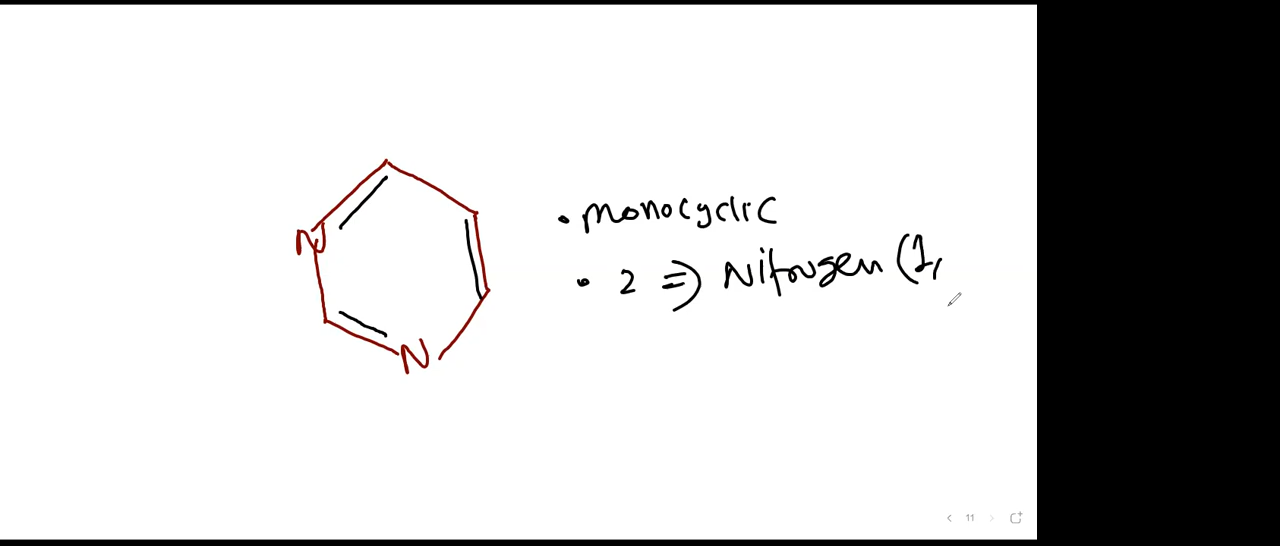 N
N
• monocyclic
• 2 ⇒ Nitrogen (1,
11